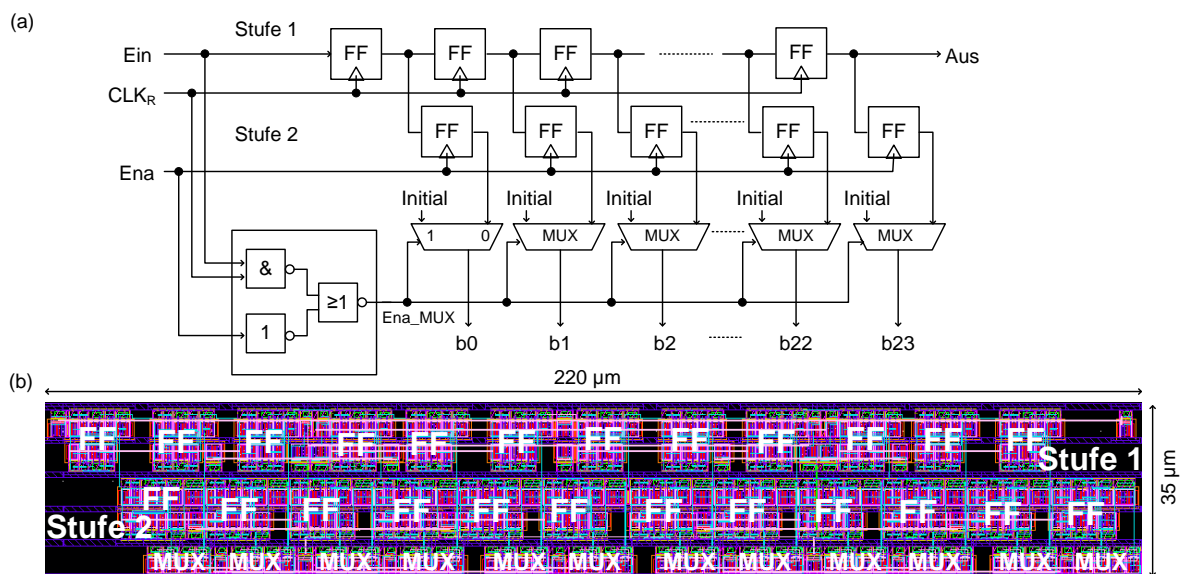 (a)
Stufe 1
Ein
FF FF FF FF
Aus
CLKR
Stufe 2
FF FF FF FF FF
Ena
Initial Initial Initial Initial Initial
1 0 MUX MUX MUX MUX
&
≥1
1
Ena_MUX
b0 b1 b2 b22 b23
(b)
220 µm
FF FF FF FF FF FF FF FF FF FF FF FF
Stufe 1
35 µm
FF FF FF FF FF FF FF FF FF FF FF FF
Stufe 2
MUX MUX MUX MUX MUX MUX MUX MUX MUX MUX MUX MUX